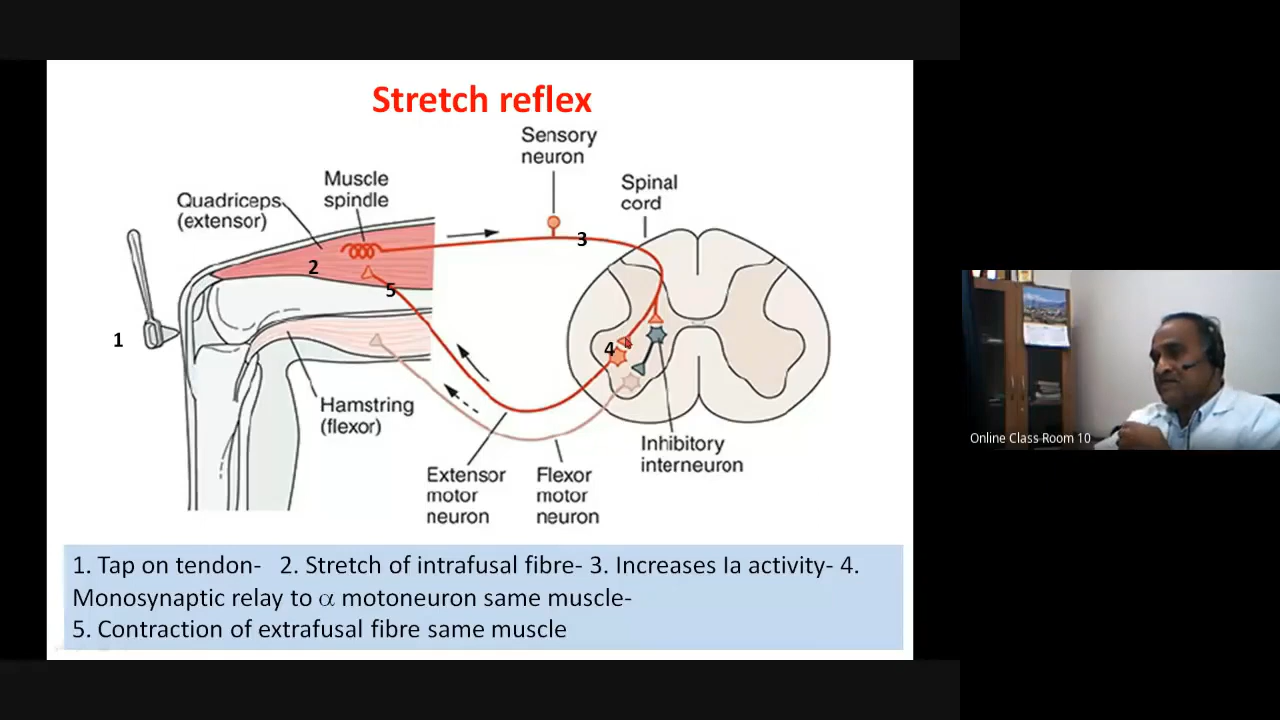 Stretch reflex
Sensory
neuron
Muscle
spindle
Spinal
cord
Quadriceps
(extensor)
3
2
5
1
4
Hamstring
(flexor)
Inhibitory
interneuron
Extensor
motor
neuron
Flexor
motor
neuron
1. Tap on tendon-   2. Stretch of intrafusal fibre- 3. Increases Ia activity- 4.
Monosynaptic relay to α motoneuron same muscle-
5. Contraction of extrafusal fibre same muscle
Online Class Room 10